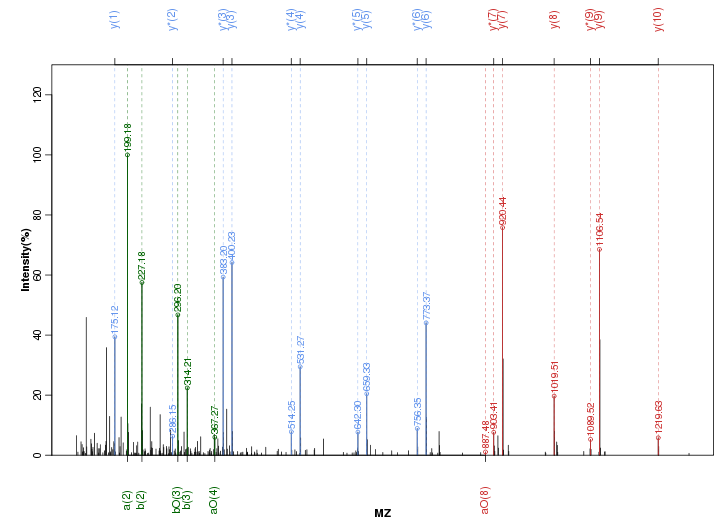 y(1) y*(2) y*(3) y(3) y*(4) y(4) y*(5) y(5) y*(6) y(6) y*(7) y(7) y(8) y*(9) y(9) y(10)
Intensity(%)
0 20 40 60 80 100 120
175.12 199.18 227.18 286.15 296.20 314.21 367.27 383.20 400.23 514.25 531.27 642.30 659.33 756.35 773.37 887.48 903.41 920.44 1019.51 1089.52 1106.54 1219.63
a(2) b(2) bO(3) b(3) aO(4) aO(8)
MZ